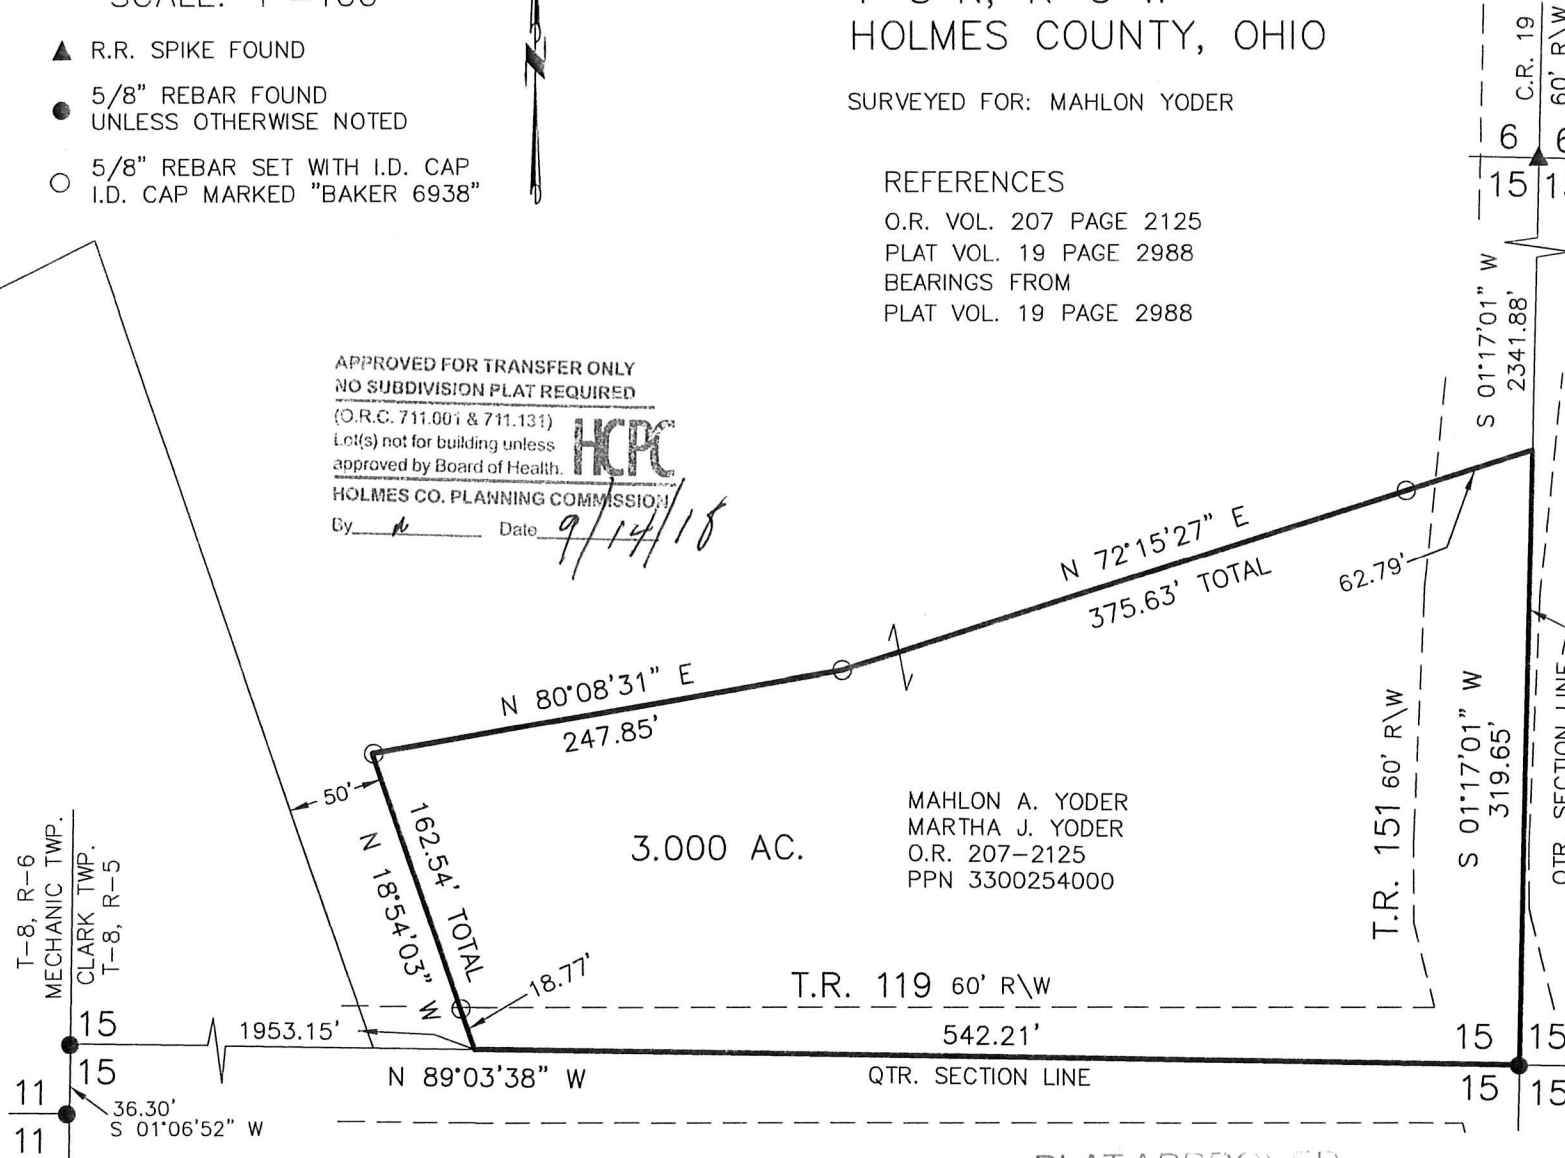 R.R. SPIKE FOUND
5/8" REBAR FOUND
UNLESS OTHERWISE NOTED
5/8" REBAR SET WITH I.D. CAP
I.D. CAP MARKED "BAKER 6938"
HOLMES COUNTY, OHIO
SURVEYED FOR: MAHLON YODER
REFERENCES
O.R. VOL. 207 PAGE 2125
PLAT VOL. 19 PAGE 2988
BEARINGS FROM
PLAT VOL. 19 PAGE 2988
C.R. 19
60' R\W
6
15
S 01°17'01" W
2341.88'
APPROVED FOR TRANSFER ONLY
NO SUBDIVISION PLAT REQUIRED
(O.R.C. 711.001 & 711.131)
Lot(s) not for building unless
approved by Board of Health.
HCPC
HOLMES CO. PLANNING COMMISSION
By Date 9/14/18
N 72°15'27" E
375.63' TOTAL
62.79'
N 80°08'31" E
247.85'
50'
162.54' TOTAL
N 18°54'03" W
18.77'
3.000 AC.
MAHLON A. YODER
MARTHA J. YODER
O.R. 207-2125
PPN 3300254000
T.R. 151 60' R\W
S 01°17'01" W
319.65'
QTR. SECTION LINE
T-8, R-6
MECHANIC TWP.
CLARK TWP.
T-8, R-5
T.R. 119 60' R\W
15
1953.15'
542.21'
15 15
15
N 89°03'38" W
QTR. SECTION LINE
15 15
11
36.30'
S 01°06'52" W
11